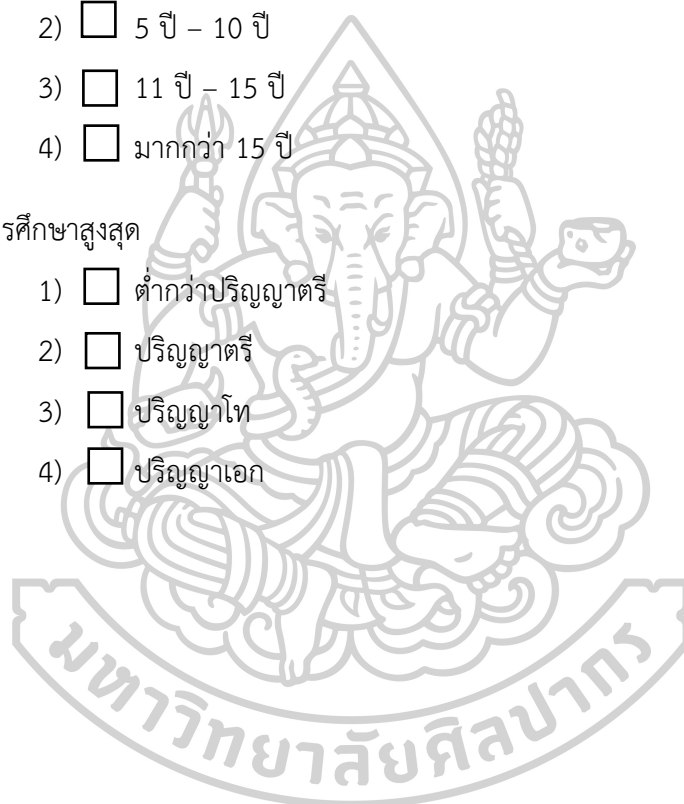 2) 5 ปี – 10 ปี
3) 11 ปี – 15 ปี
4) มากกว่า 15 ปี
รศึกษาสูงสุด
1) ต่ำกว่าปริญญาตรี
2) ปริญญาตรี
3) ปริญญาโท
4) ปริญญาเอก
มหาวิทยาลัยศิลปากร